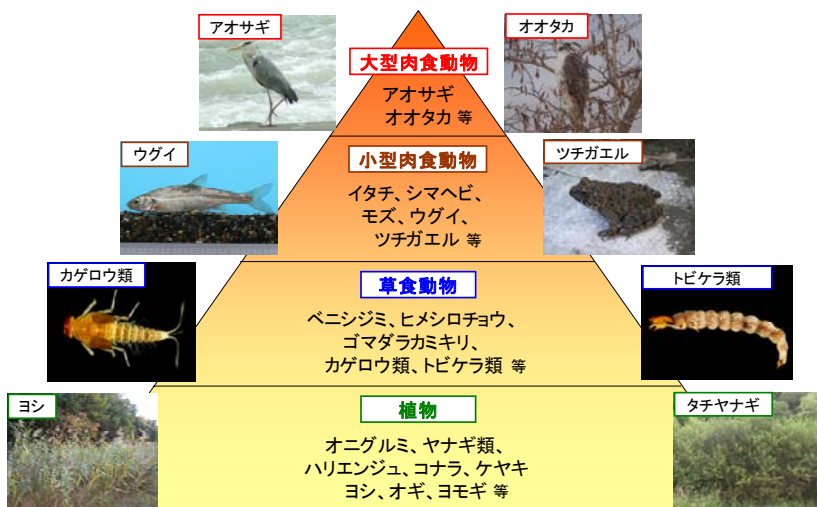 アオサギ
オオタカ
大型肉食動物
アオサギ
オオタカ 等
ウグイ
小型肉食動物
ツチガエル
イタチ、シマヘビ、
モズ、ウグイ、
ツチガエル 等
カゲロウ類
草食動物
トビケラ類
ベニシジミ、ヒメシロチョウ、
ゴマダラカミキリ、
カゲロウ類、トビケラ類 等
ヨシ
植物
タチヤナギ
オニグルミ、ヤナギ類、
ハリエンジュ、コナラ、ケヤキ
ヨシ、オギ、ヨモギ 等